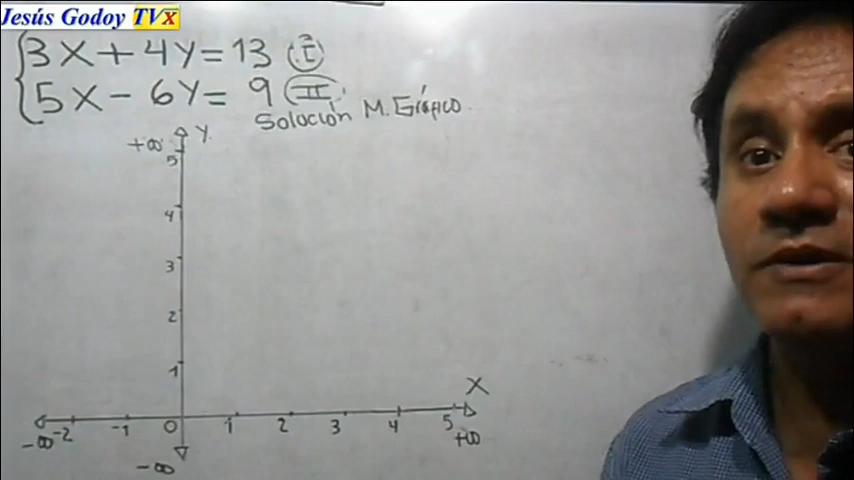 Jesús Godoy TVx
3X + 4Y = 13 (I)
5X - 6Y = 9 (II)
Solución M. Gráfico.
+∞ Y
5
4
3
2
1
X
-2 -1 0 1 2 3 4 5
-∞ +∞
-∞